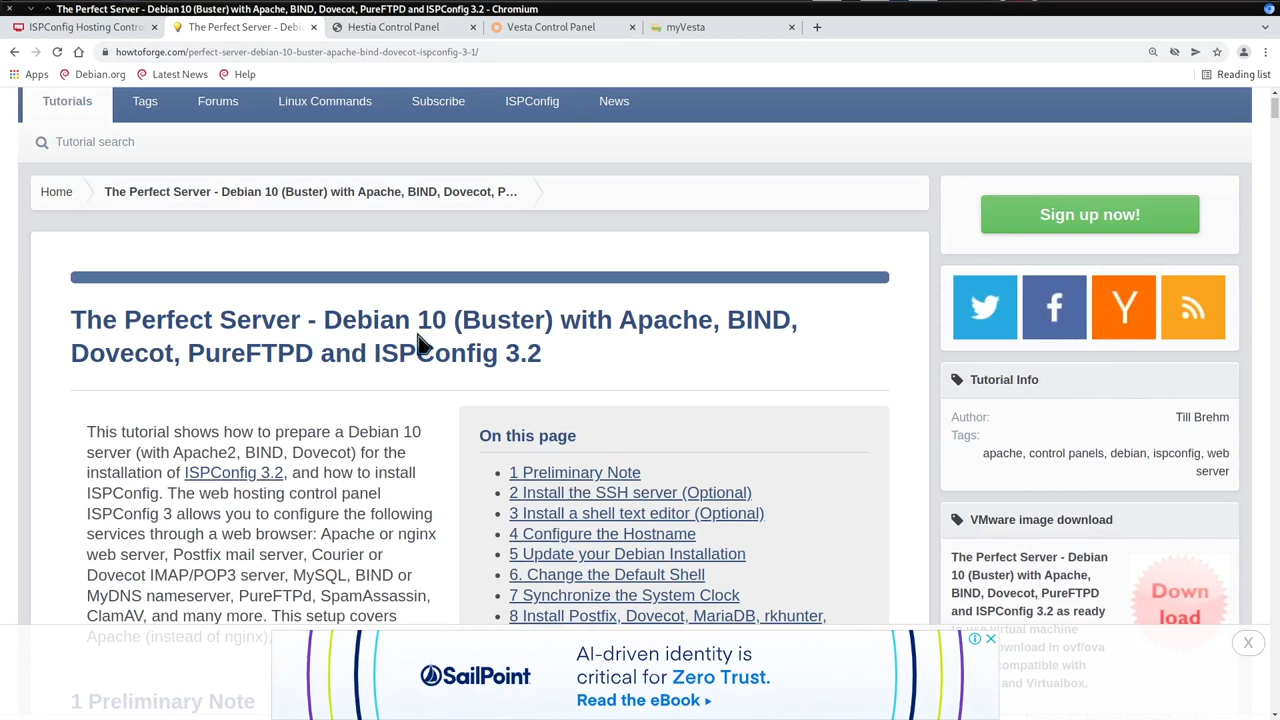 The Perfect Server - Debian 10 (Buster) with Apache, BIND, Dovecot, PureFTPD and ISPConfig 3.2 - Chromium
ISPConfig Hosting Contro
The Perfect Server - Debia
Hestia Control Panel
Vesta Control Panel
myVesta
howtoforge.com/perfect-server-debian-10-buster-apache-bind-dovecot-ispconfig-3-1/
Apps
Debian.org
Latest News
Help
Reading list
Tutorials
Tags
Forums
Linux Commands
Subscribe
ISPConfig
News
Tutorial search
Home
The Perfect Server - Debian 10 (Buster) with Apache, BIND, Dovecot, P...
The Perfect Server - Debian 10 (Buster) with Apache, BIND,
Dovecot, PureFTPD and ISPConfig 3.2
This tutorial shows how to prepare a Debian 10
server (with Apache2, BIND, Dovecot) for the
installation of ISPConfig 3.2, and how to install
ISPConfig. The web hosting control panel
ISPConfig 3 allows you to configure the following
services through a web browser: Apache or nginx
web server, Postfix mail server, Courier or
Dovecot IMAP/POP3 server, MySQL, BIND or
MyDNS nameserver, PureFTPd, SpamAssassin,
ClamAV, and many more. This setup covers
Apache (instead of nginx),
1 Preliminary Note
On this page
1 Preliminary Note
2 Install the SSH server (Optional)
3 Install a shell text editor (Optional)
4 Configure the Hostname
5 Update your Debian Installation
6. Change the Default Shell
7 Synchronize the System Clock
8 Install Postfix, Dovecot, MariaDB, rkhunter,
Sign up now!
Tutorial Info
Author: Till Brehm
Tags:
apache, control panels, debian, ispconfig, web
server
VMware image download
The Perfect Server - Debian
10 (Buster) with Apache,
BIND, Dovecot, PureFTPD
and ISPConfig 3.2 as ready
to use virtual machine
download in ovf/ova
compatible with
and Virtualbox.
Down
load
SailPoint
AI-driven identity is
critical for Zero Trust.
Read the eBook
X